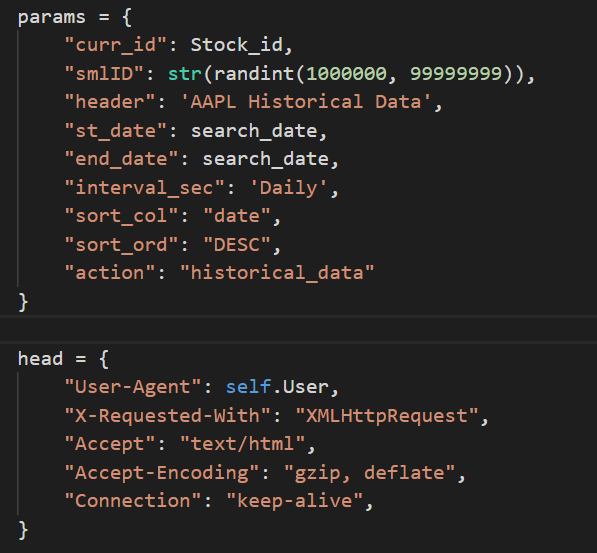 params = {
    "curr_id": Stock_id,
    "smlID": str(randint(1000000, 99999999)),
    "header": 'AAPL Historical Data',
    "st_date": search_date,
    "end_date": search_date,
    "interval_sec": 'Daily',
    "sort_col": "date",
    "sort_ord": "DESC",
    "action": "historical_data"
}
head = {
    "User-Agent": self.User,
    "X-Requested-With": "XMLHttpRequest",
    "Accept": "text/html",
    "Accept-Encoding": "gzip, deflate",
    "Connection": "keep-alive",
}